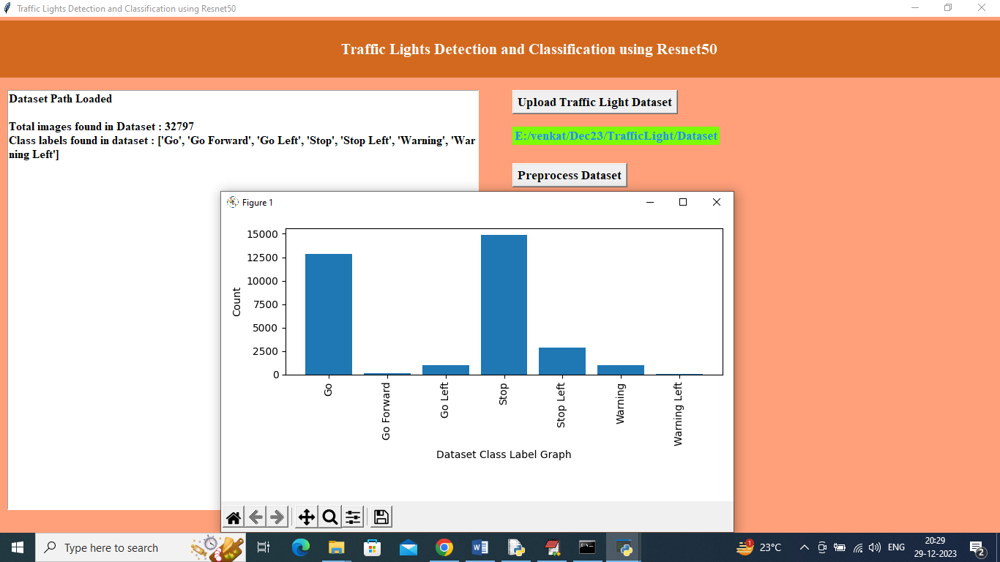 Traffic Lights Detection and Classification using Resnet50
Traffic Lights Detection and Classification using Resnet50
Dataset Path Loaded
Total images found in Dataset : 32797
Class labels found in dataset : ['Go', 'Go Forward', 'Go Left', 'Stop', 'Stop Left', 'Warning', 'War
ning Left']
Upload Traffic Light Dataset
E:/venkat/Dec23/TrafficLight/Dataset
Preprocess Dataset
Figure 1
15000
12500
10000
7500
5000
2500
0
Count
Go
Go Forward
Go Left
Stop
Stop Left
Warning
Warning Left
Dataset Class Label Graph
Type here to search
1
23°C
ENG
20:29
29-12-2023
2